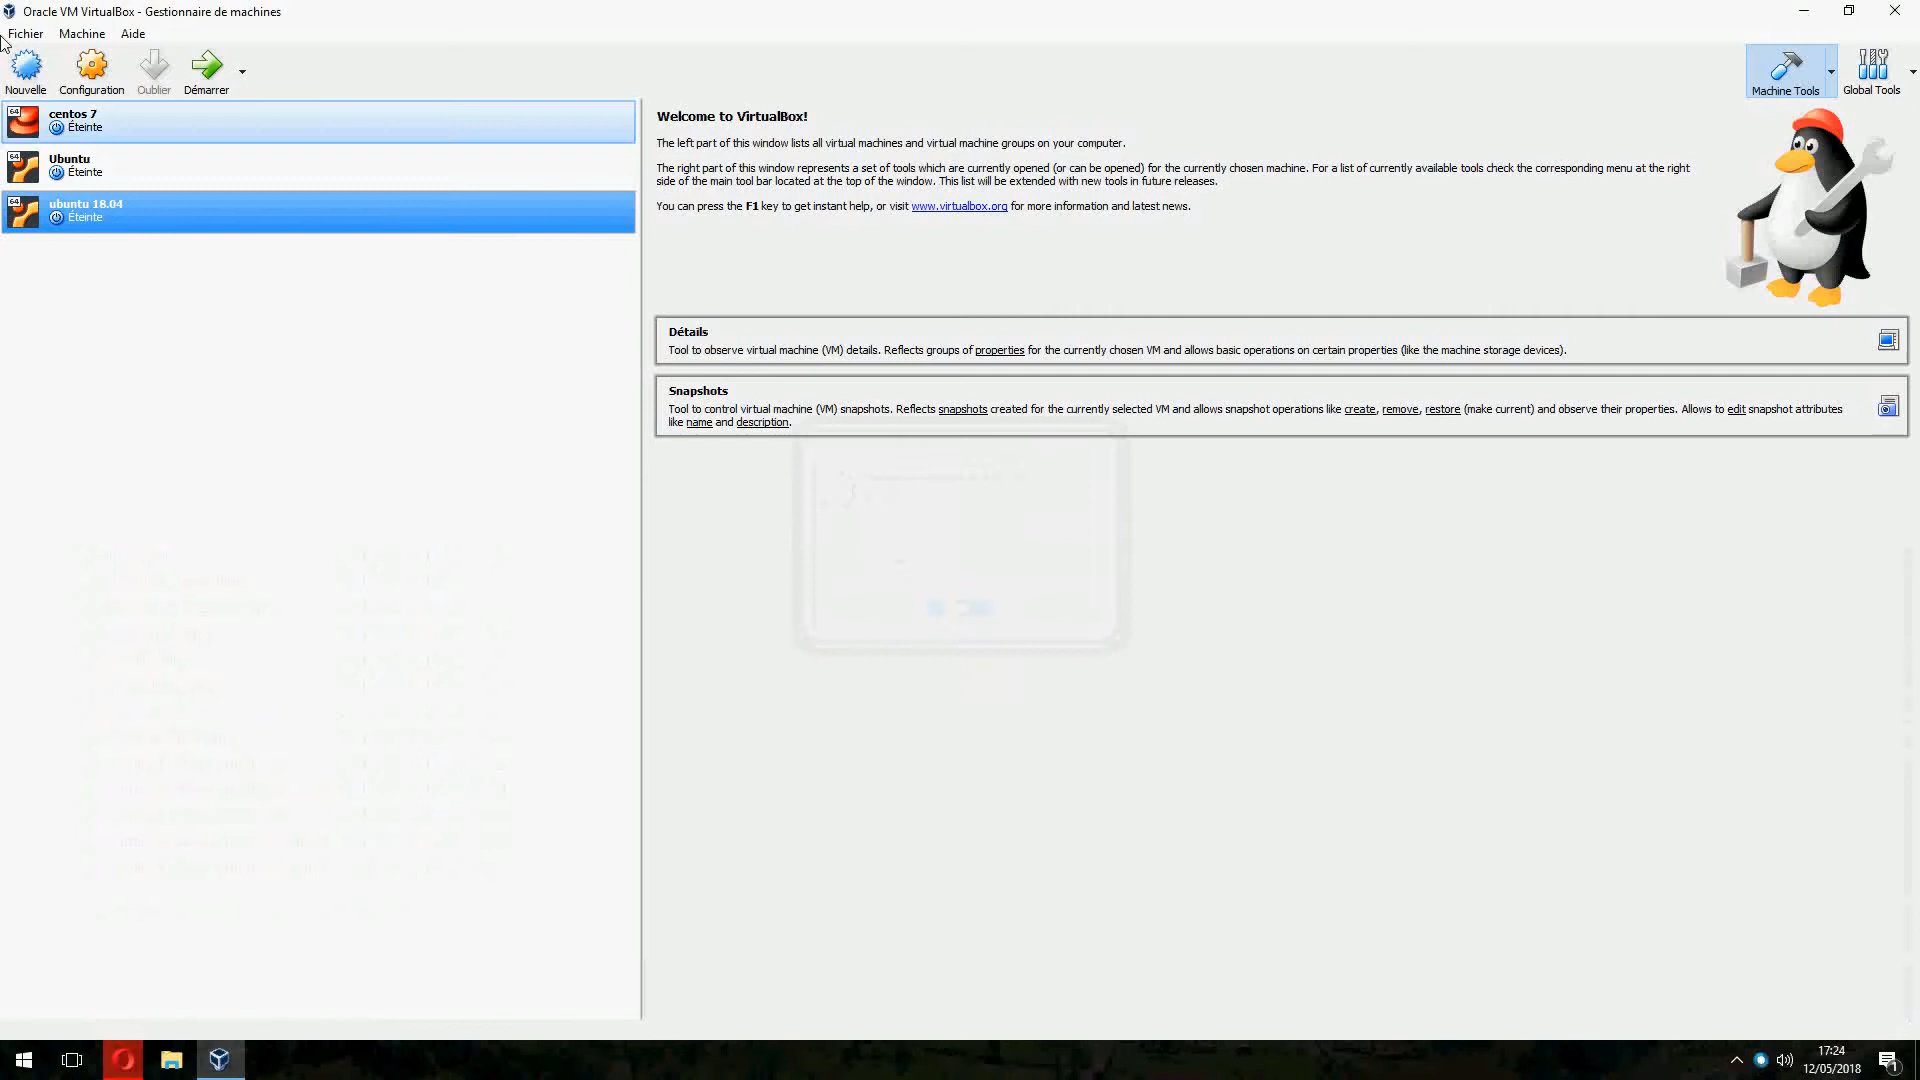 Oracle VM VirtualBox - Gestionnaire de machines
Fichier Machine Aide
Nouvelle Configuration Oublier Démarrer
Machine Tools Global Tools
64 centos 7
Éteinte
64 Ubuntu
Éteinte
64 ubuntu 18.04
Éteinte
Welcome to VirtualBox!
The left part of this window lists all virtual machines and virtual machine groups on your computer.
The right part of this window represents a set of tools which are currently opened (or can be opened) for the currently chosen machine. For a list of currently available tools check the corresponding menu at the right
side of the main tool bar located at the top of the window. This list will be extended with new tools in future releases.
You can press the F1 key to get instant help, or visit www.virtualbox.org for more information and latest news.
Détails
Tool to observe virtual machine (VM) details. Reflects groups of properties for the currently chosen VM and allows basic operations on certain properties (like the machine storage devices).
Snapshots
Tool to control virtual machine (VM) snapshots. Reflects snapshots created for the currently selected VM and allows snapshot operations like create, remove, restore (make current) and observe their properties. Allows to edit snapshot attributes
like name and description.
17:24
12/05/2018
1